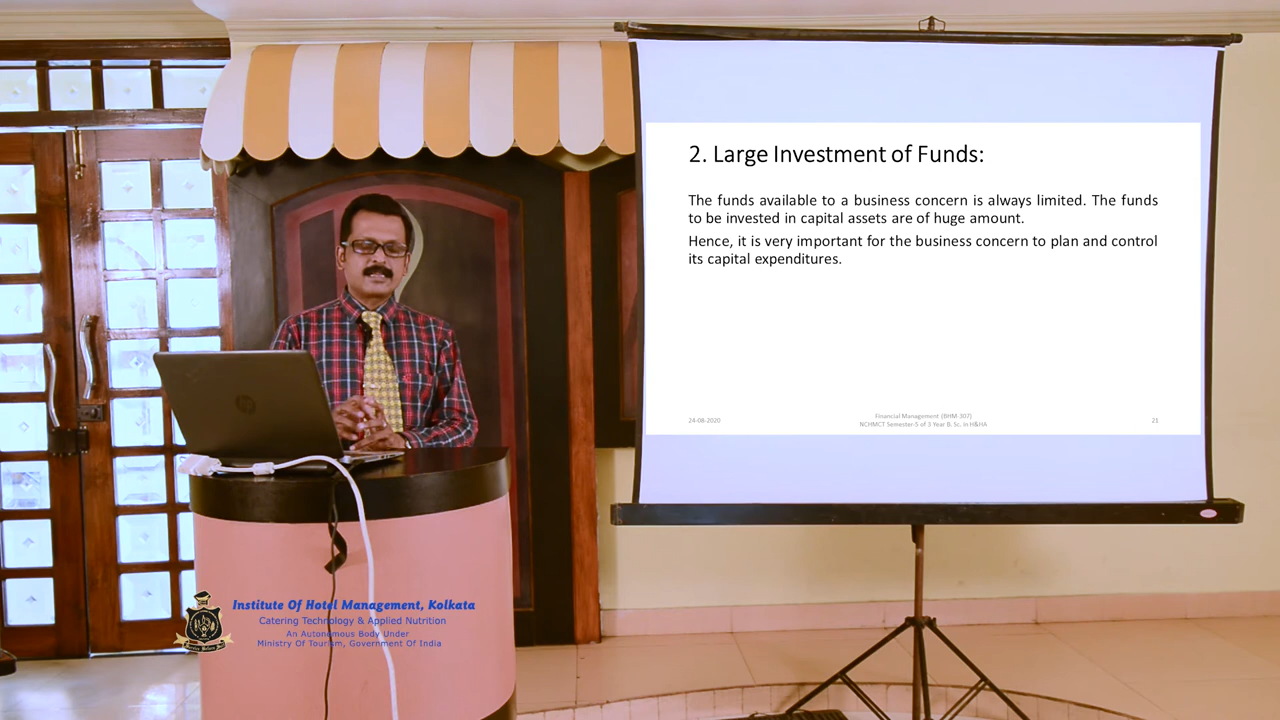 2. Large Investment of Funds:
The funds available to a business concern is always limited. The funds
to be invested in capital assets are of huge amount.
Hence, it is very important for the business concern to plan and control
its capital expenditures.
24-08-2020
Financial Management (BHM-307)
NCHMCT Semester-5 of 3 Year B. Sc. in H&HA
21
Institute Of Hotel Management, Kolkata
Catering Technology & Applied Nutrition
An Autonomous Body Under
Ministry Of Tourism, Government Of India